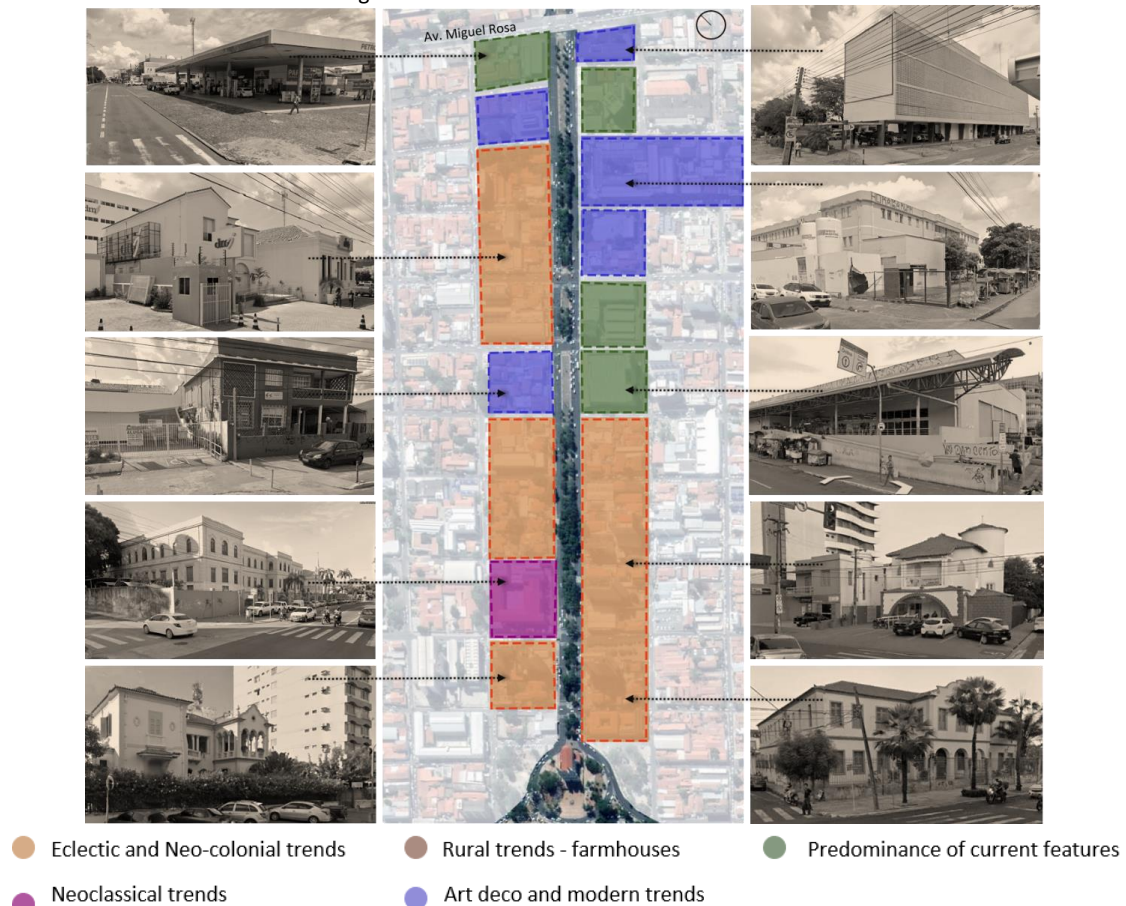 Av. Miguel Rosa
Eclectic and Neo-colonial trends
Rural trends - farmhouses
Predominance of current features
Neoclassical trends
Art deco and modern trends